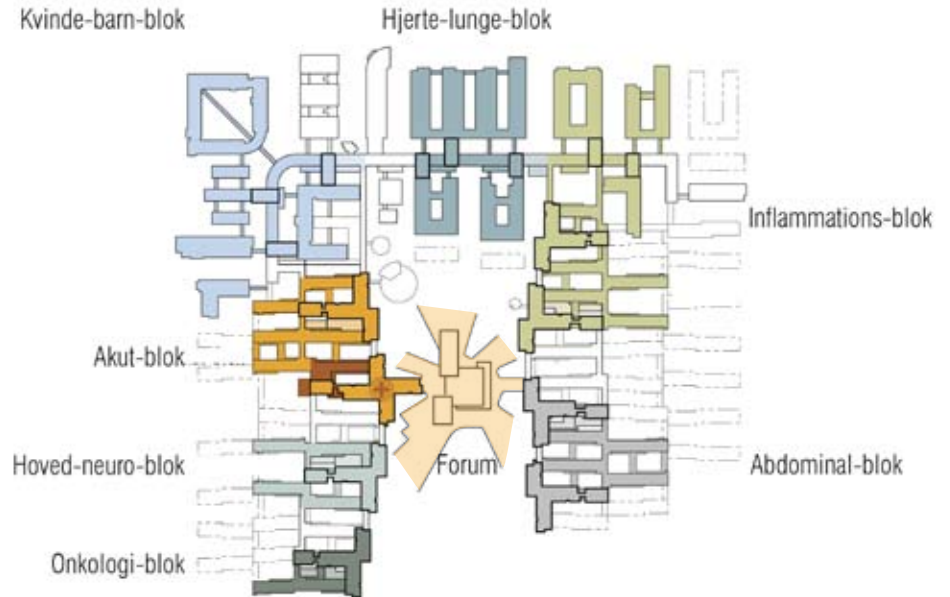 Kvinde-barn-blok
Hjerte-lunge-blok
Inflammations-blok
Akut-blok
Hoved-neuro-blok
Forum
Abdominal-blok
Onkologi-blok